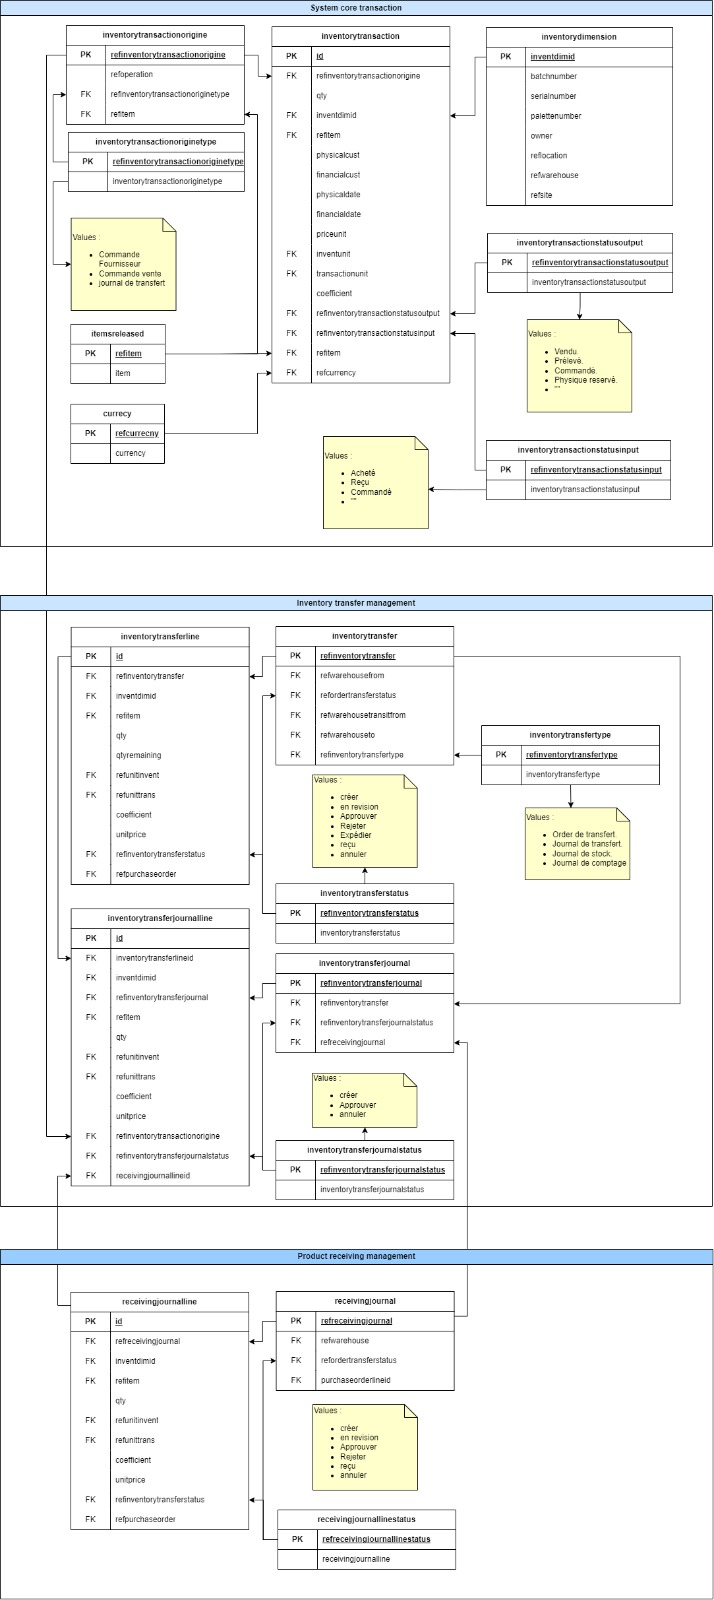 System core transaction
inventorytransactionorigine
PK refinventorytransactionorigine
refoperation
FK refinventorytransactionoriginetype
FK refitem
inventorytransactionoriginetype
PK refinventorytransactionoriginetype
inventorytransactionoriginetype
Values :
Commande
Fournisseur
Commande vente
journal de transfert
itemsreleased
PK refitem
item
currecy
PK refcurrecny
currency
inventorytransaction
PK id
FK refinventorytransactionorigine
qty
FK inventdimid
FK refitem
physicalcust
financialcust
physicaldate
financialdate
priceunit
FK inventunit
FK transactionunit
coefficient
FK refinventorytransactionstatusoutput
FK refinventorytransactionstatusinput
FK refitem
FK refcurrency
inventorydimension
PK inventdimid
batchnumber
serialnumber
palettenumber
owner
reflocation
refwarehouse
refsite
inventorytransactionstatusoutput
PK refinventorytransactionstatusoutput
inventorytransactionstatusoutput
Values :
Vendu.
Prélevé.
Commandé.
Physique reservé.
""
inventorytransactionstatusinput
PK refinventorytransactionstatusinput
inventorytransactionstatusinput
Values :
Acheté
Reçu
Commandé
""
Inventory transfer management
inventorytransferline
PK id
FK refinventorytransfer
FK inventdimid
FK refitem
qty
qtyremaining
FK refunitinvent
FK refunittrans
coefficient
unitprice
FK refinventorytransferstatus
FK refpurchaseorder
inventorytransfer
PK refinventorytransfer
FK refwarehousefrom
FK refordertransferstatus
FK refwarehousetransitfrom
FK refwarehouseto
FK refinventorytransfertype
inventorytransfertype
PK refinventorytransfertype
inventorytransfertype
Values :
Order de transfert.
Journal de transfert.
Journal de stock.
Journal de comptage
Values :
créer
en revision
Approuver
Rejeter
Expédier
reçu
annuler
inventorytransferstatus
PK refinventorytransferstatus
inventorytransferstatus
inventorytransferjournalline
PK id
FK inventorytransferlineid
FK inventdimid
FK refinventorytransferjournal
FK refitem
qty
FK refunitinvent
FK refunittrans
coefficient
unitprice
FK refinventorytransactionorigine
FK refinventorytransferjournalstatus
FK receivingjournallineid
inventorytransferjournal
PK refinventorytransferjournal
FK refinventorytransfer
FK refinventorytransferjournalstatus
FK refreceivingjournal
Values :
créer
Approuver
annuler
inventorytransferjournalstatus
PK refinventorytransferjournalstatus
inventorytransferjournalstatus
Product receiving management
receivingjournalline
PK id
FK refreceivingjournal
FK inventdimid
FK refitem
qty
FK refunitinvent
FK refunittrans
coefficient
unitprice
FK refinventorytransferstatus
FK refpurchaseorder
receivingjournal
PK refreceivingjournal
FK refwarehouse
FK refordertransferstatus
FK purchaseorderlineid
Values :
créer
en revision
Approuver
Rejeter
reçu
annuler
receivingjournallinestatus
PK refreceivingjournallinestatus
receivingjournalline